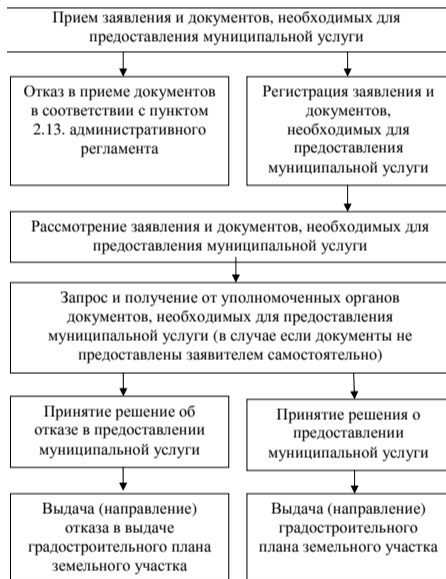 Прием заявления и документов, необходимых для
предоставления муниципальной услуги
Отказ в приеме документов
в соответствии с пунктом
2.13. административного
регламента
Регистрация заявления и
документов,
необходимых для
предоставления
муниципальной услуги
Рассмотрение заявления и документов, необходимых для
предоставления муниципальной услуги
Запрос и получение от уполномоченных органов
документов, необходимых для предоставления
муниципальной услуги (в случае если документы не
предоставлены заявителем самостоятельно)
Принятие решение об
отказе в предоставлении
муниципальной услуги
Принятие решения о
предоставлении
муниципальной услуги
Выдача (направление)
отказа в выдаче
градостроительного плана
земельного участка
Выдача (направление)
градостроительного
плана земельного участка